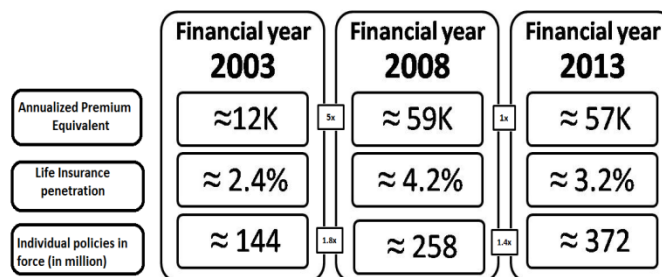 Financial year
2003
Financial year
2008
Financial year
2013
Annualized Premium
Equivalent
≈12K
5x
≈ 59K
1x
≈ 57K
Life Insurance
penetration
≈ 2.4%
≈ 4.2%
≈ 3.2%
Individual policies in
force (in million)
≈ 144
1.8x
≈ 258
1.4x
≈ 372